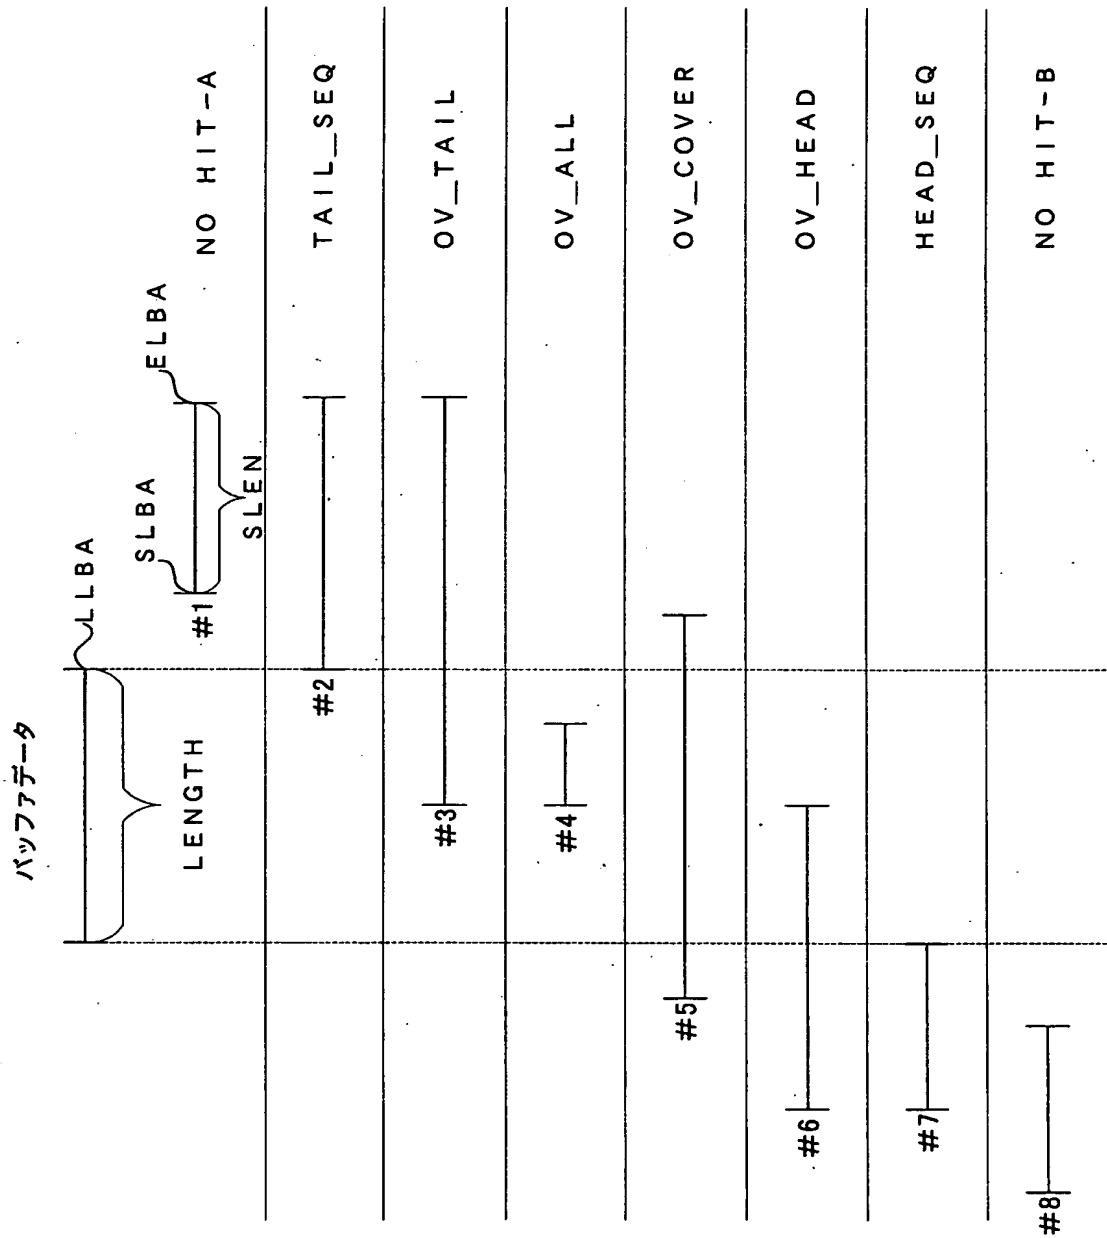 バッファデータ
LLBA
LENGTH
SLBA
ELBA
SLEN
#1
NO HIT-A
#2
TAIL_SEQ
#3
OV_TAIL
#4
OV_ALL
#5
OV_COVER
#6
OV_HEAD
#7
HEAD_SEQ
#8
NO HIT-B